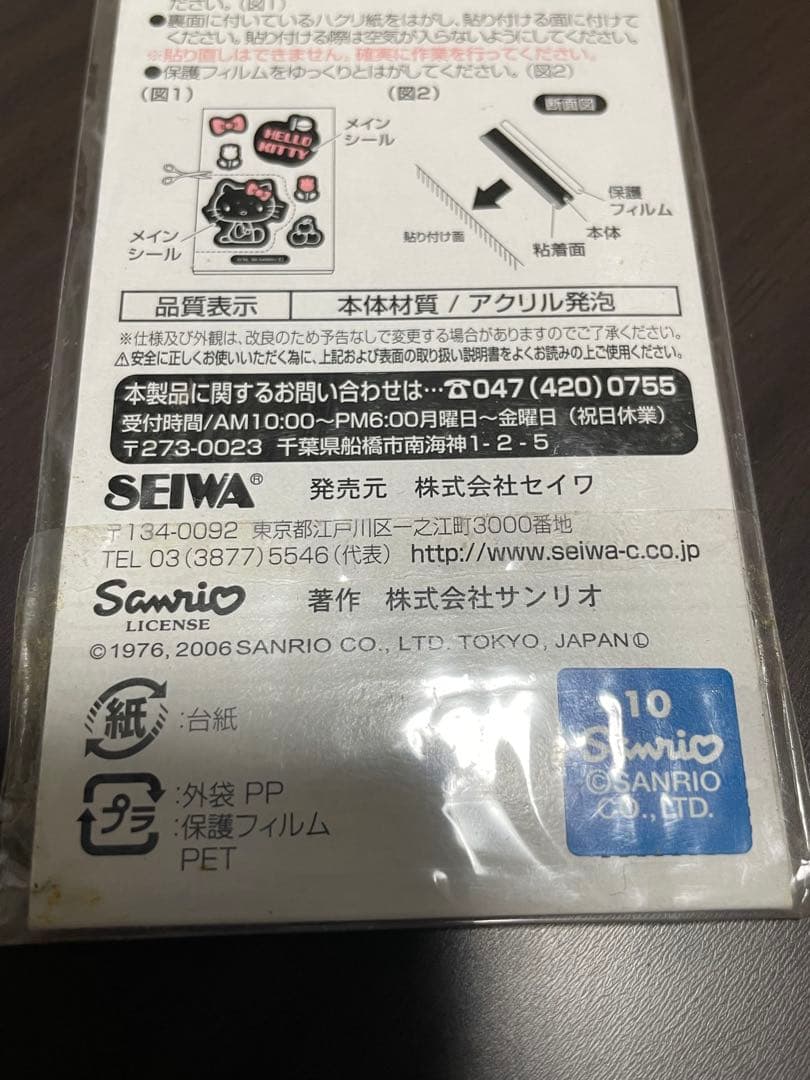 ださい。(図1)
●裏面に付いているハクリ紙をはがし、貼り付ける面に付けて
ください。貼り付ける際は空気が入らないようにしてください。
※貼り直しはできません。確実に作業を行ってください。
●保護フィルムをゆっくりとはがしてください。(図2)
(図1)
(図2)
断面図
HELLO
KITTY
メイン
シール
メイン
シール
保護
フィルム
本体
粘着面
貼り付け面
品質表示 本体材質 / アクリル発泡
※仕様及び外観は、改良のため予告なしで変更する場合がありますのでご了承ください。
⚠安全に正しくお使いいただく為に、上記および表面の取り扱い説明書をよくお読みの上ご使用ください。
本製品に関するお問い合わせは…☎047(420)0755
受付時間/AM10:00〜PM6:00月曜日〜金曜日(祝日休業)
〒273-0023 千葉県船橋市南海神1-2-5
SEIWA® 発売元 株式会社セイワ
〒134-0092 東京都江戸川区一之江町3000番地
TEL 03(3877)5546(代表) http://www.seiwa-c.co.jp
Sanrio 著作 株式会社サンリオ
LICENSE
©1976, 2006 SANRIO CO., LTD. TOKYO, JAPAN Ⓛ
紙:台紙
プラ:外袋 PP
:保護フィルム
PET
10
Sanrio
©SANRIO
CO., LTD.